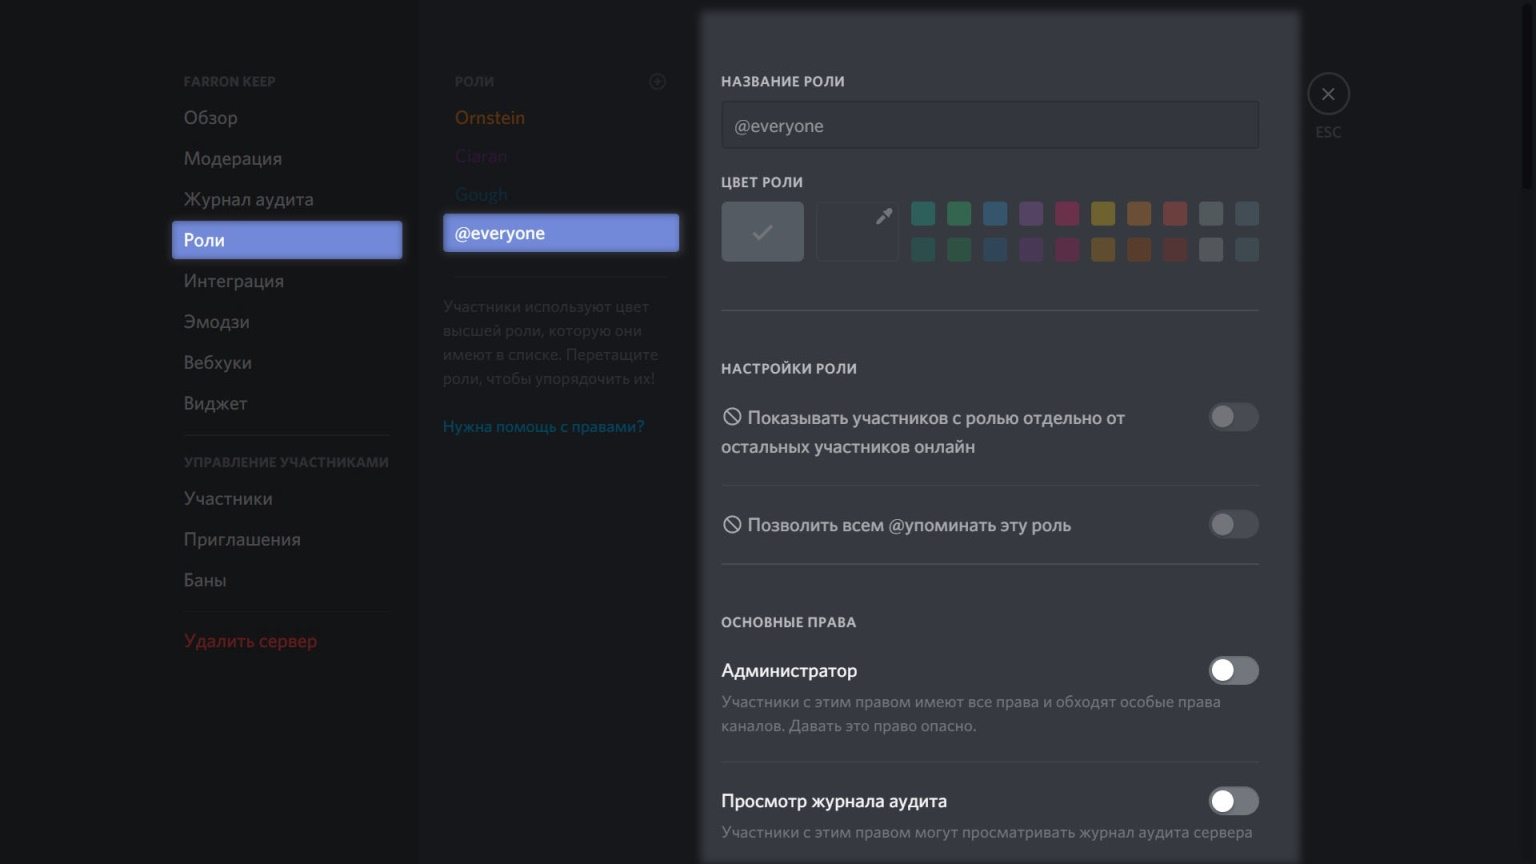 FARRON KEEP
Обзор
Модерация
Журнал аудита
Роли
Интеграция
Эмодзи
Вебхуки
Виджет
УПРАВЛЕНИЕ УЧАСТНИКАМИ
Участники
Приглашения
Баны
Удалить сервер
РОЛИ
Ornstein
Ciaran
Gough
@everyone
Участники используют цвет
высшей роли, которую они
имеют в списке. Перетащите
роли, чтобы упорядочить их!
Нужна помощь с правами?
НАЗВАНИЕ РОЛИ
@everyone
ЦВЕТ РОЛИ
НАСТРОЙКИ РОЛИ
Показывать участников с ролью отдельно от
остальных участников онлайн
Позволить всем @упоминать эту роль
ОСНОВНЫЕ ПРАВА
Администратор
Участники с этим правом имеют все права и обходят особые права
каналов. Давать это право опасно.
Просмотр журнала аудита
Участники с этим правом могут просматривать журнал аудита сервера
ESC